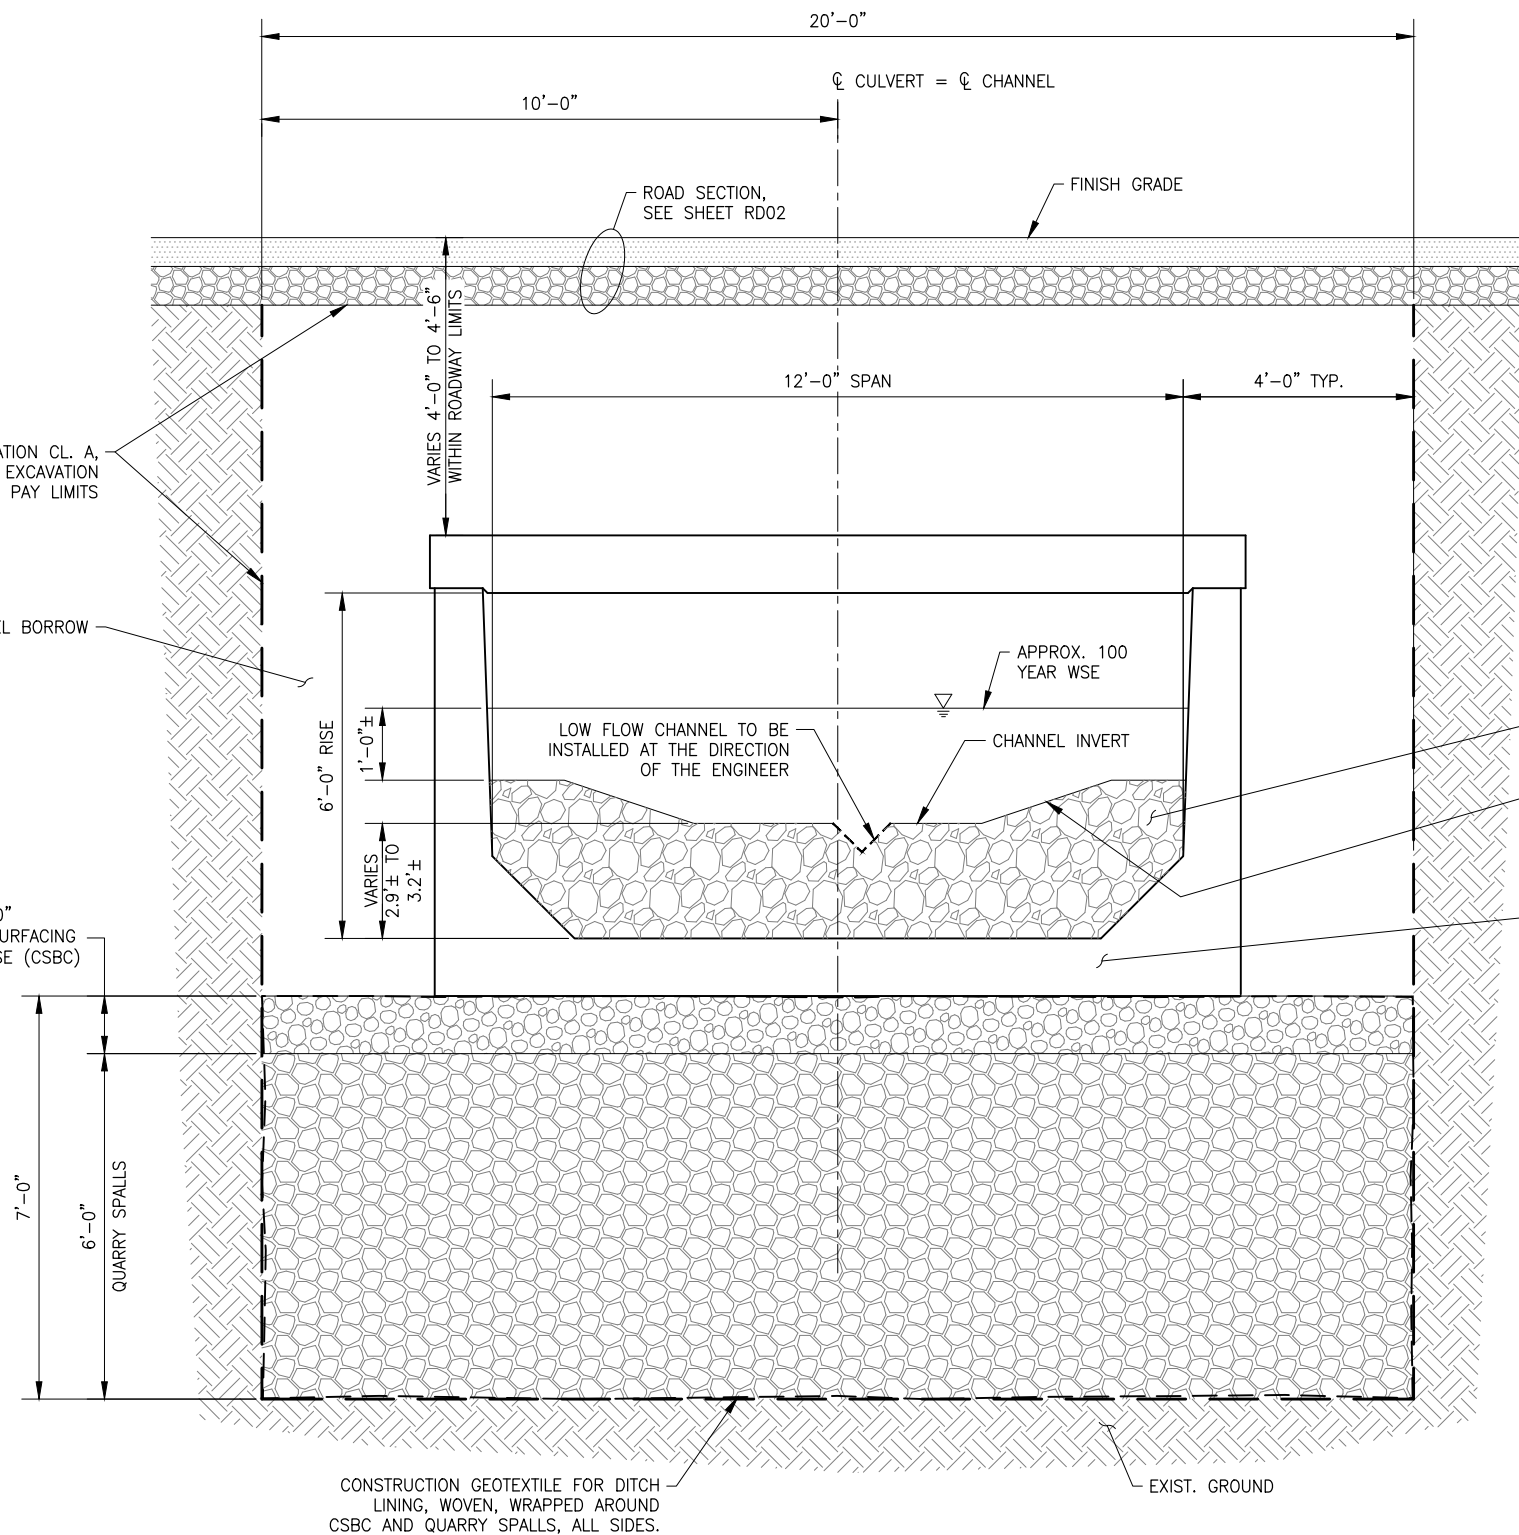 20'-0"
℄ CULVERT = ℄ CHANNEL
10'-0"
ROAD SECTION,
SEE SHEET RD02
FINISH GRADE
VARIES 4'-0" TO 4'-6"
WITHIN ROADWAY LIMITS
12'-0" SPAN
4'-0" TYP.
ATION CL. A,
EXCAVATION
PAY LIMITS
EL BORROW
APPROX. 100
YEAR WSE
LOW FLOW CHANNEL TO BE
INSTALLED AT THE DIRECTION
OF THE ENGINEER
CHANNEL INVERT
6'-0" RISE
1'-0"±
VARIES
2.9'± TO
3.2'±
0"
URFACING
SE (CSBC)
7'-0"
6'-0"
QUARRY SPALLS
CONSTRUCTION GEOTEXTILE FOR DITCH
LINING, WOVEN, WRAPPED AROUND
CSBC AND QUARRY SPALLS, ALL SIDES.
EXIST. GROUND